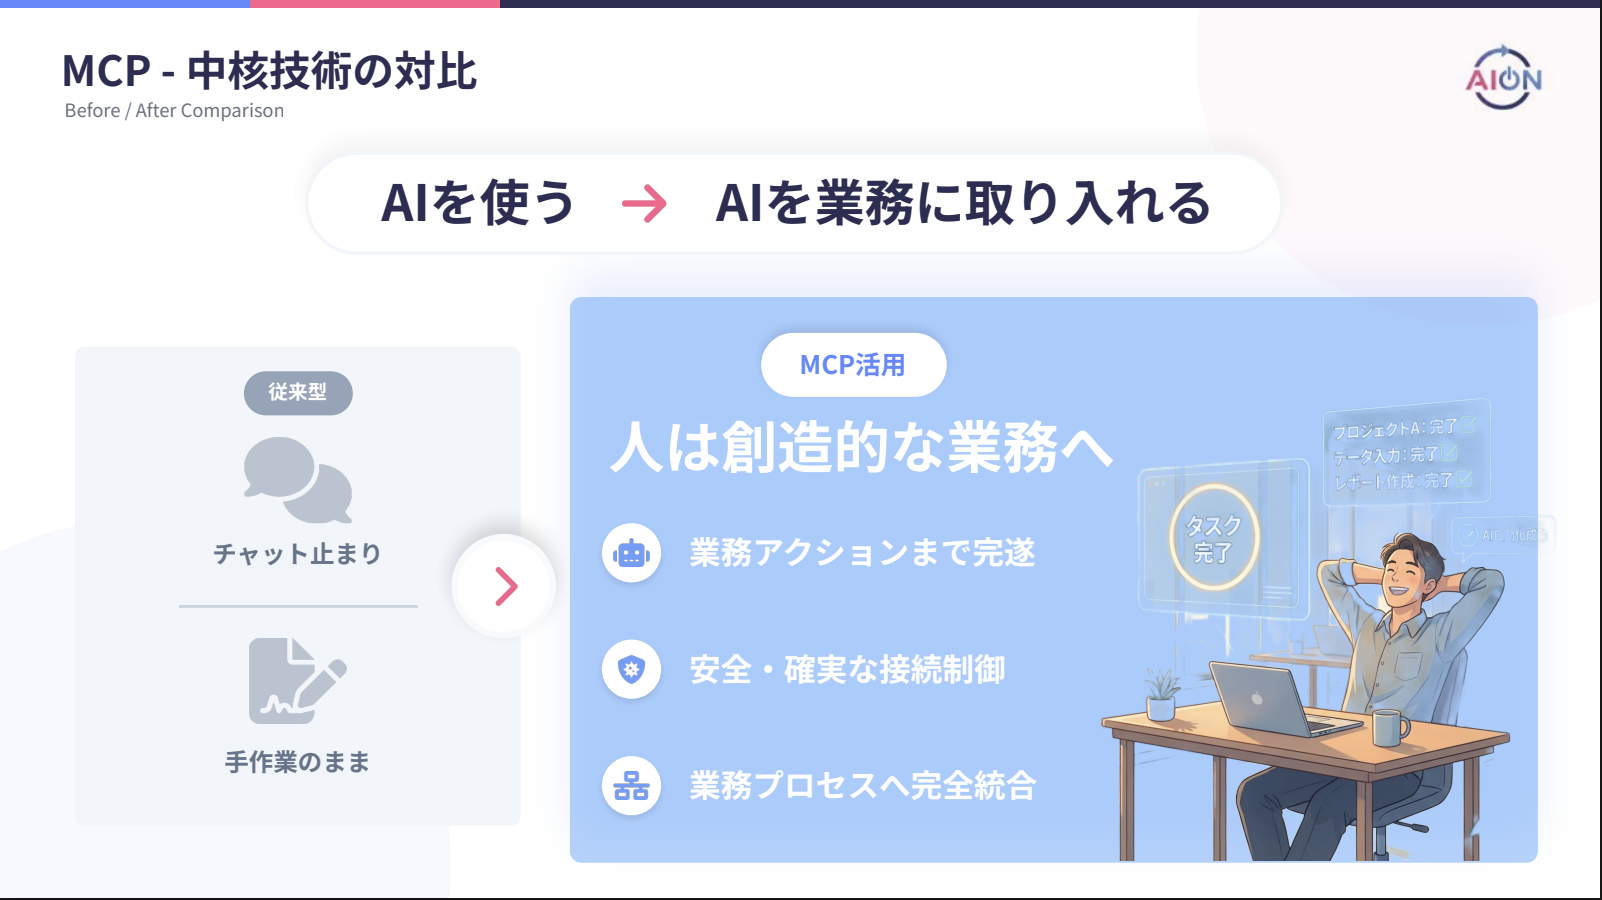 MCP - 中核技術の対比
Before / After Comparison
AION
AIを使う → AIを業務に取り入れる
従来型
チャット止まり
手作業のまま
MCP活用
人は創造的な業務へ
業務アクションまで完遂
安全・確実な接続制御
業務プロセスへ完全統合
タスク
完了
プロジェクトA: 完了
データ入力: 完了
レポート作成: 完了